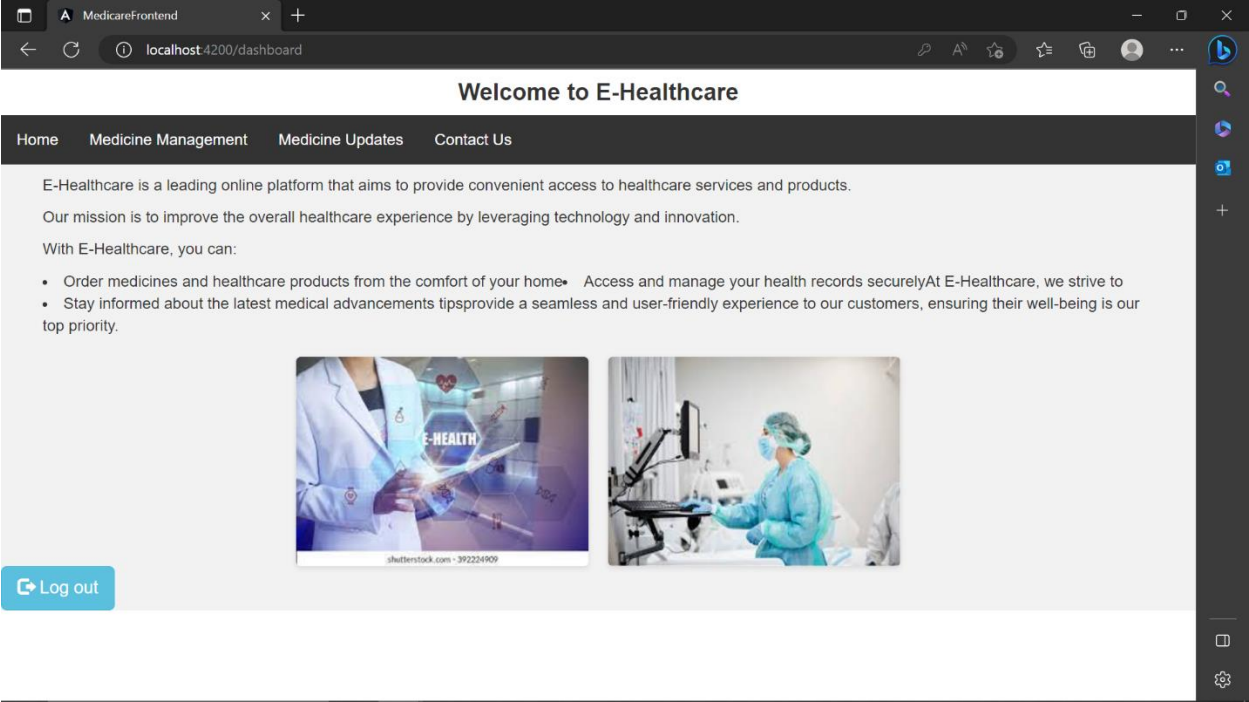 MedicareFrontend
localhost:4200/dashboard
Welcome to E-Healthcare
Home Medicine Management Medicine Updates Contact Us
E-Healthcare is a leading online platform that aims to provide convenient access to healthcare services and products.
Our mission is to improve the overall healthcare experience by leveraging technology and innovation.
With E-Healthcare, you can:
• Order medicines and healthcare products from the comfort of your home• Access and manage your health records securelyAt E-Healthcare, we strive to
• Stay informed about the latest medical advancements tipsprovide a seamless and user-friendly experience to our customers, ensuring their well-being is our
top priority.
E-HEALTH
shutterstock.com - 392224909
Log out